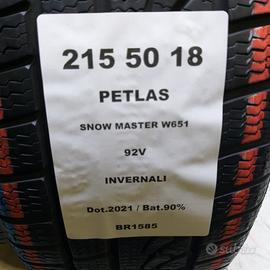 215 50 18
PETLAS
SNOW MASTER W651
92V
INVERNALI
Dot.2021 / Bat.90%
BR1585
subito